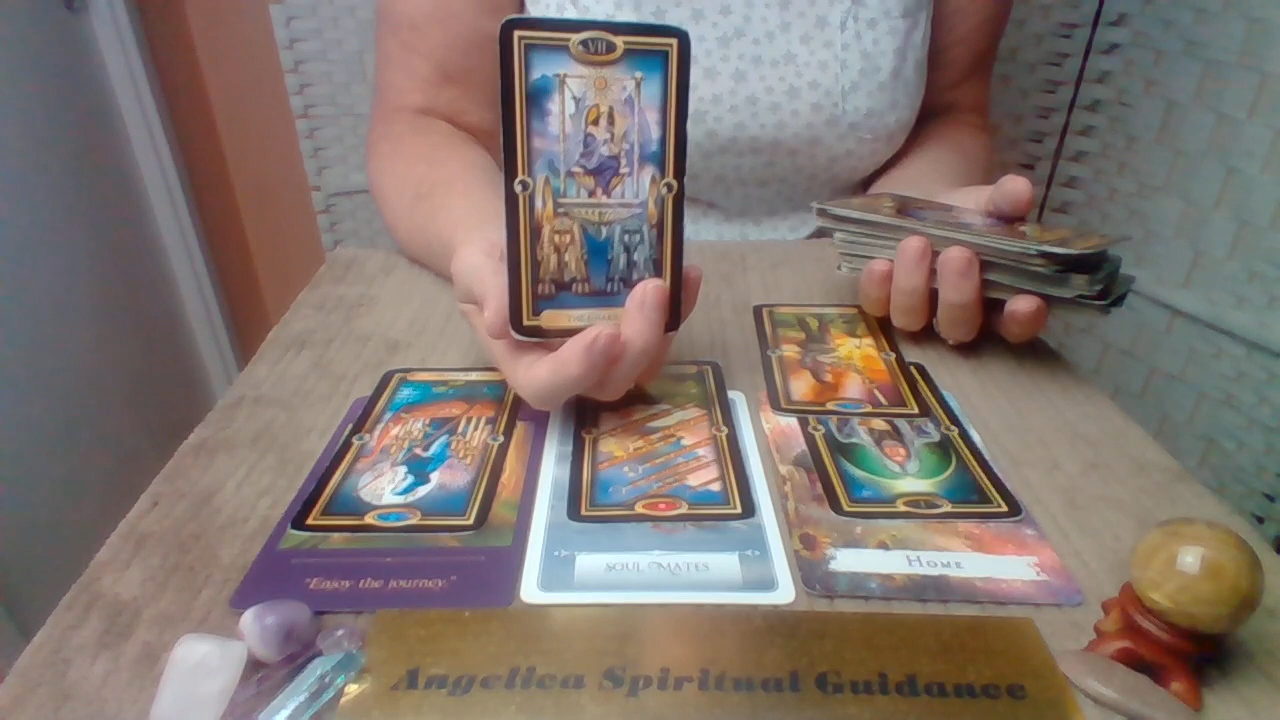 VII
"Enjoy the journey."
SOUL MATES
HOME
Angelica Spiritual Guidance